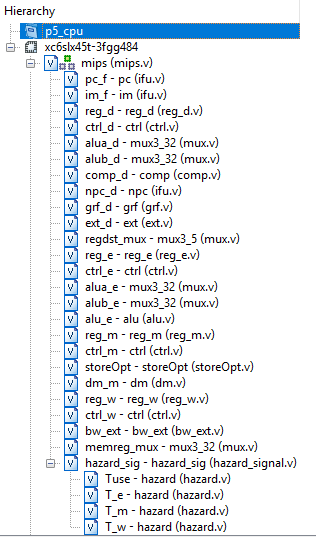 Hierarchy
p5_cpu
xc6slx45t-3fgg484
mips (mips.v)
pc_f - pc (ifu.v)
im_f - im (ifu.v)
reg_d - reg_d (reg_d.v)
ctrl_d - ctrl (ctrl.v)
alua_d - mux3_32 (mux.v)
alub_d - mux3_32 (mux.v)
comp_d - comp (comp.v)
npc_d - npc (ifu.v)
grf_d - grf (grf.v)
ext_d - ext (ext.v)
regdst_mux - mux3_5 (mux.v)
reg_e - reg_e (reg_e.v)
ctrl_e - ctrl (ctrl.v)
alua_e - mux3_32 (mux.v)
alub_e - mux3_32 (mux.v)
alu_e - alu (alu.v)
reg_m - reg_m (reg_m.v)
ctrl_m - ctrl (ctrl.v)
storeOpt - storeOpt (storeOpt.v)
dm_m - dm (dm.v)
reg_w - reg_w (reg_w.v)
ctrl_w - ctrl (ctrl.v)
bw_ext - bw_ext (bw_ext.v)
memreg_mux - mux3_32 (mux.v)
hazard_sig - hazard_sig (hazard_signal.v)
Tuse - hazard (hazard.v)
T_e - hazard (hazard.v)
T_m - hazard (hazard.v)
T_w - hazard (hazard.v)